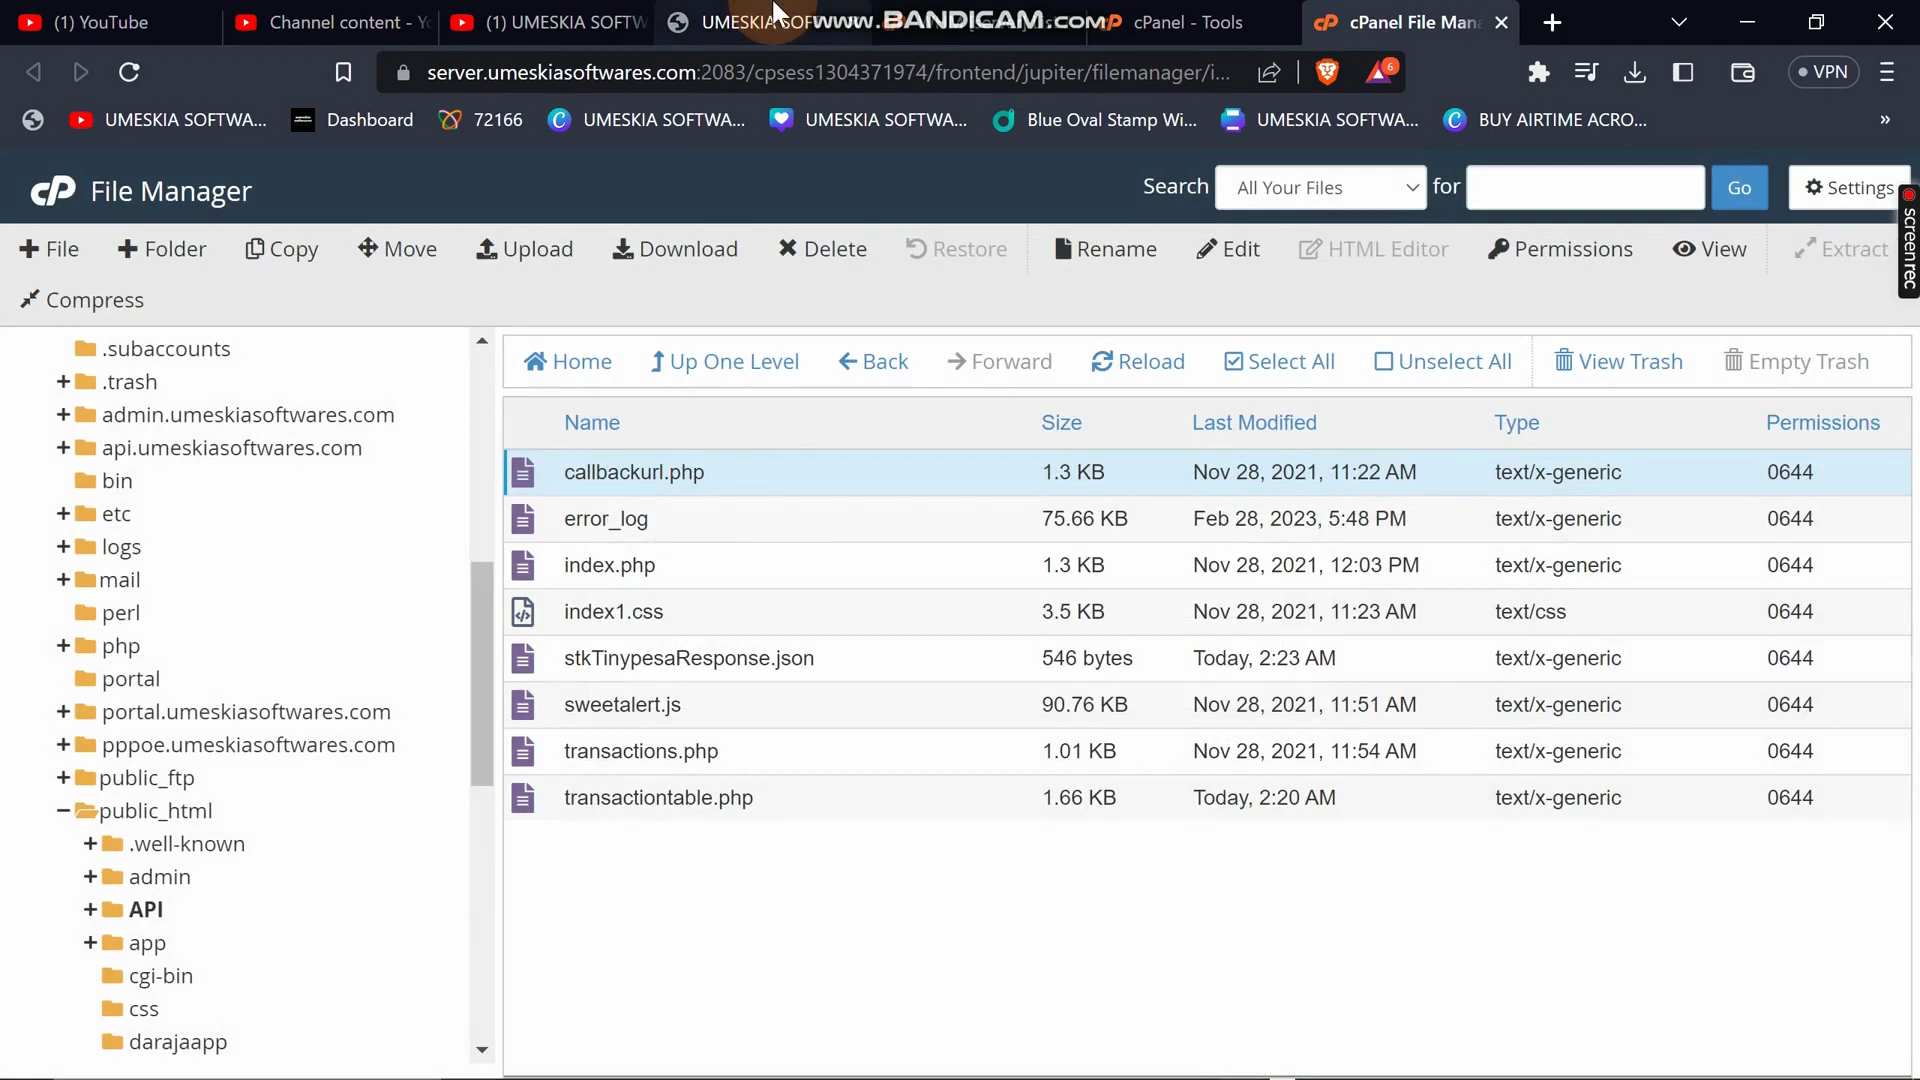 (1) YouTube
Channel content - Yo
(1) UMESKIA SOFTW
UMESKIA SOF
www.BANDICAM.com
cPanel - Tools
cPanel File Man
server.umeskiasoftwares.com:2083/cpsess1304371974/frontend/jupiter/filemanager/i...
6
VPN
UMESKIA SOFTWA...
Dashboard
72166
UMESKIA SOFTWA...
UMESKIA SOFTWA...
Blue Oval Stamp Wi...
UMESKIA SOFTWA...
BUY AIRTIME ACRO...
»
cP File Manager
Search
All Your Files
for
Go
Settings
screenrec
File
Folder
Copy
Move
Upload
Download
Delete
Restore
Rename
Edit
HTML Editor
Permissions
View
Extract
Compress
.subaccounts
.trash
admin.umeskiasoftwares.com
api.umeskiasoftwares.com
bin
etc
logs
mail
perl
php
portal
portal.umeskiasoftwares.com
pppoe.umeskiasoftwares.com
public_ftp
public_html
.well-known
admin
API
app
cgi-bin
css
darajaapp
Home
Up One Level
Back
Forward
Reload
Select All
Unselect All
View Trash
Empty Trash
Name Size Last Modified Type Permissions
callbackurl.php 1.3 KB Nov 28, 2021, 11:22 AM text/x-generic 0644
error_log 75.66 KB Feb 28, 2023, 5:48 PM text/x-generic 0644
index.php 1.3 KB Nov 28, 2021, 12:03 PM text/x-generic 0644
index1.css 3.5 KB Nov 28, 2021, 11:23 AM text/css 0644
stkTinypesaResponse.json 546 bytes Today, 2:23 AM text/x-generic 0644
sweetalert.js 90.76 KB Nov 28, 2021, 11:51 AM text/x-generic 0644
transactions.php 1.01 KB Nov 28, 2021, 11:54 AM text/x-generic 0644
transactiontable.php 1.66 KB Today, 2:20 AM text/x-generic 0644